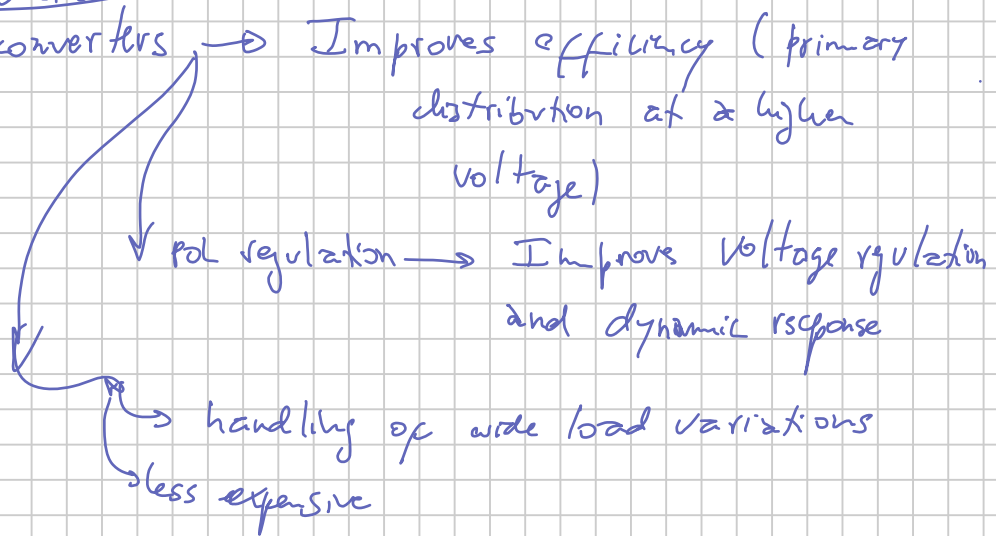 converters → Improves efficiency (primary
distribution at a higher
voltage)
POL regulation → Improves voltage regulation
and dynamic response
handling of wide load variations
less expensive